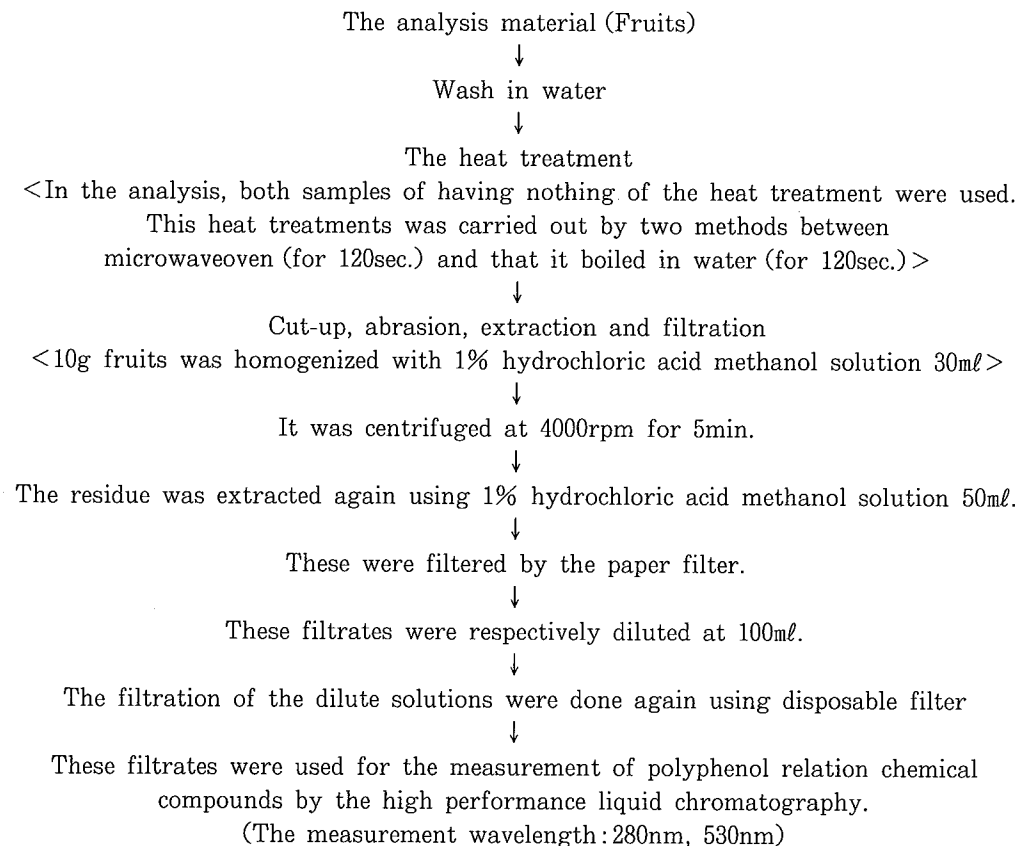 The analysis material (Fruits)
↓
Wash in water
↓
The heat treatment
<In the analysis, both samples of having nothing of the heat treatment were used.
This heat treatments was carried out by two methods between
microwaveoven (for 120sec.) and that it boiled in water (for 120sec.)>
↓
Cut-up, abrasion, extraction and filtration
<10g fruits was homogenized with 1% hydrochloric acid methanol solution 30mℓ>
↓
It was centrifuged at 4000rpm for 5min.
↓
The residue was extracted again using 1% hydrochloric acid methanol solution 50mℓ.
↓
These were filtered by the paper filter.
↓
These filtrates were respectively diluted at 100mℓ.
↓
The filtration of the dilute solutions were done again using disposable filter
↓
These filtrates were used for the measurement of polyphenol relation chemical
compounds by the high performance liquid chromatography.
(The measurement wavelength:280nm, 530nm)